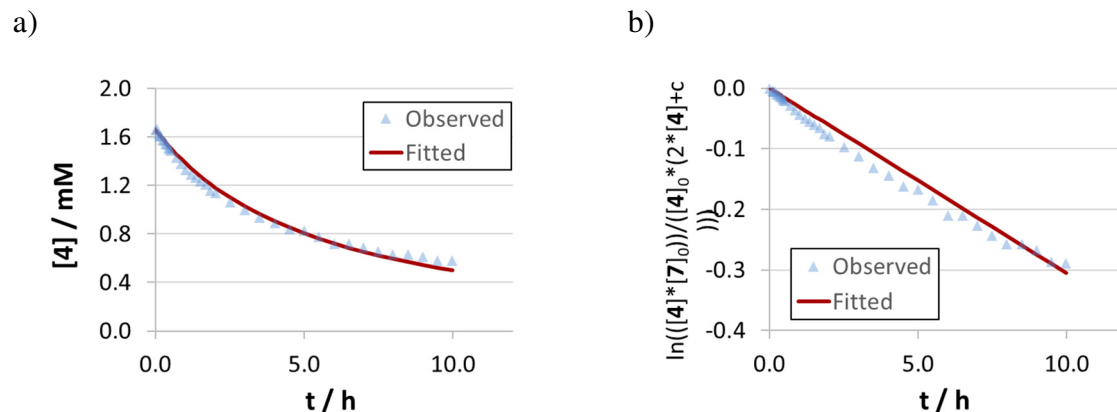 a)
b)
[4] / mM
2.0
1.6
1.2
0.8
0.4
0.0
Observed
Fitted
0.0
5.0
10.0
t / h
ln(([4]*[7]₀))/([4]₀*(2*[4]+c
)))
0.0
-0.1
-0.2
-0.3
-0.4
Observed
Fitted
0.0
5.0
10.0
t / h